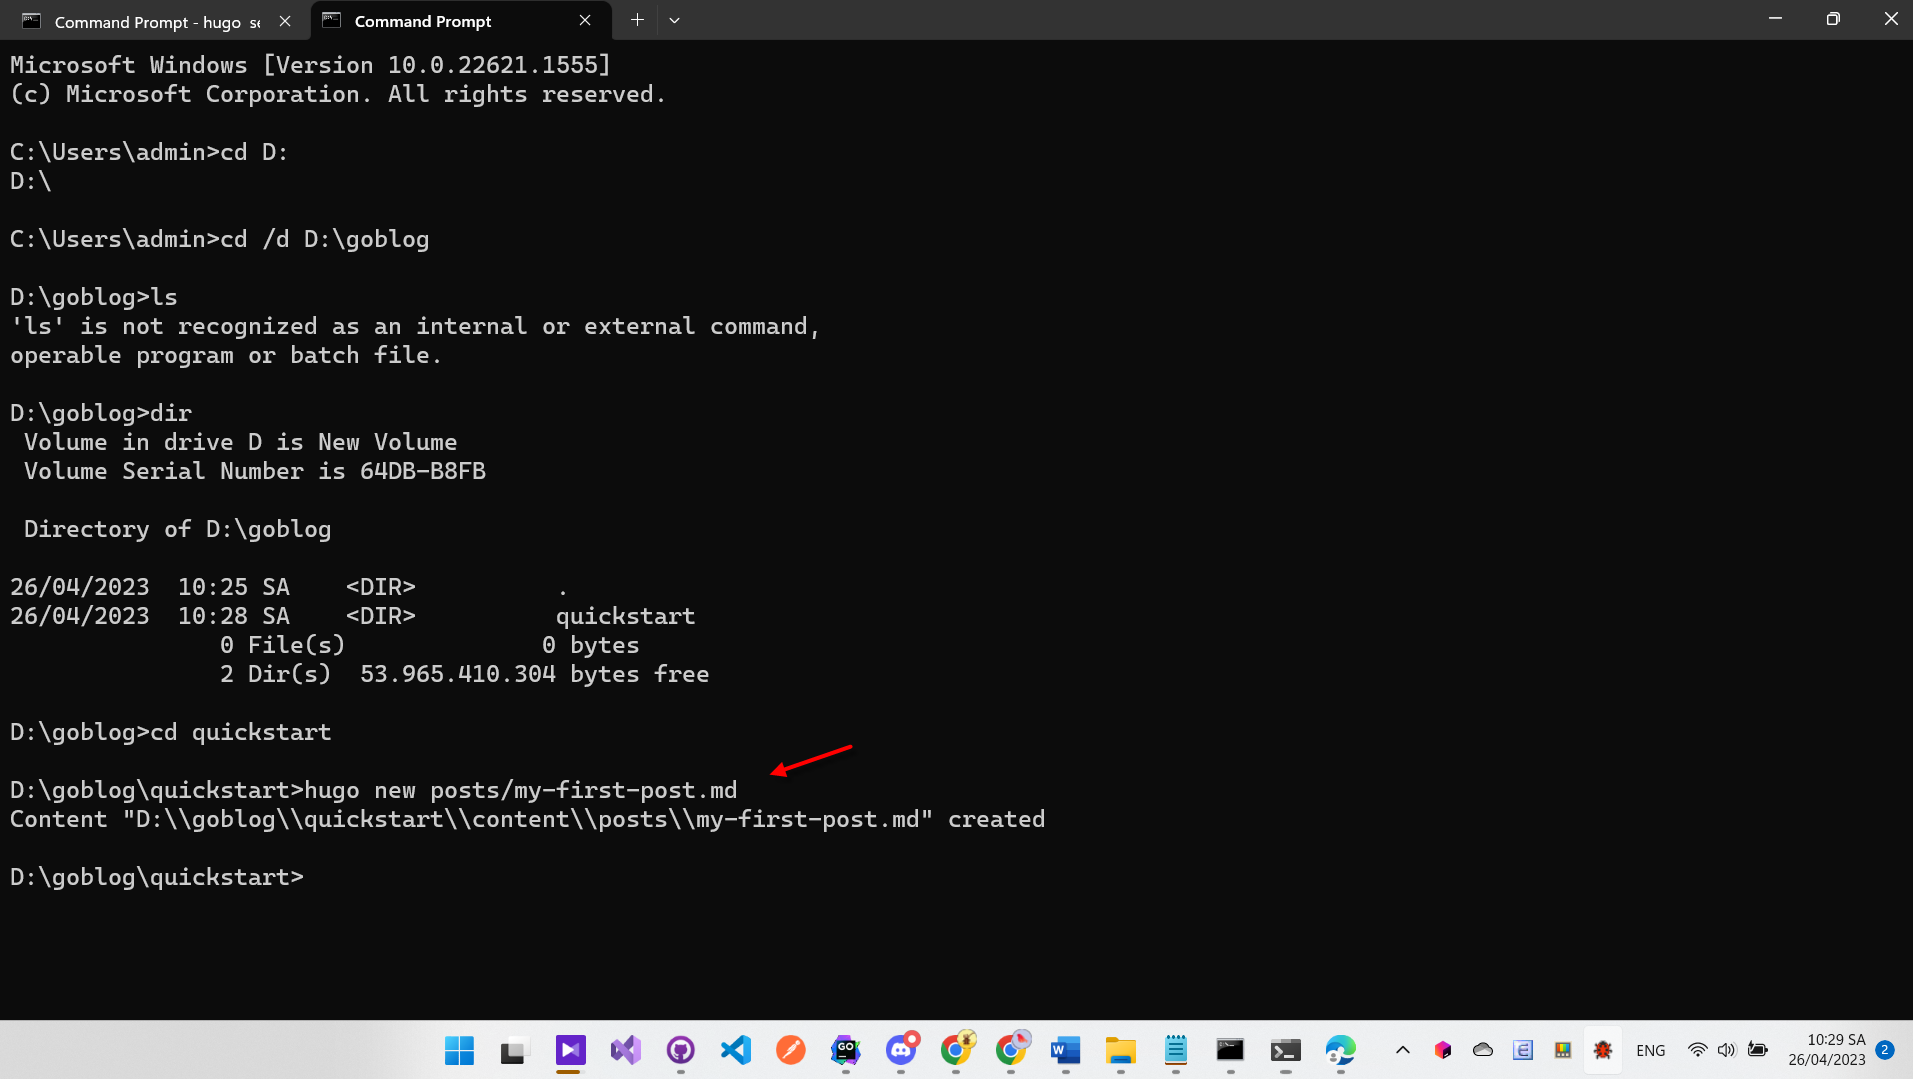 Command Prompt - hugo se
Command Prompt
Microsoft Windows [Version 10.0.22621.1555]
(c) Microsoft Corporation. All rights reserved.
C:\Users\admin>cd D:
D:\
C:\Users\admin>cd /d D:\goblog
D:\goblog>ls
'ls' is not recognized as an internal or external command,
operable program or batch file.
D:\goblog>dir
Volume in drive D is New Volume
Volume Serial Number is 64DB-B8FB
Directory of D:\goblog
26/04/2023  10:25 SA    <DIR>          .
26/04/2023  10:28 SA    <DIR>          quickstart
0 File(s)              0 bytes
2 Dir(s)  53.965.410.304 bytes free
D:\goblog>cd quickstart
D:\goblog\quickstart>hugo new posts/my-first-post.md
Content "D:\\goblog\\quickstart\\content\\posts\\my-first-post.md" created
D:\goblog\quickstart>
GO
W
ENG
10:29 SA
26/04/2023
2